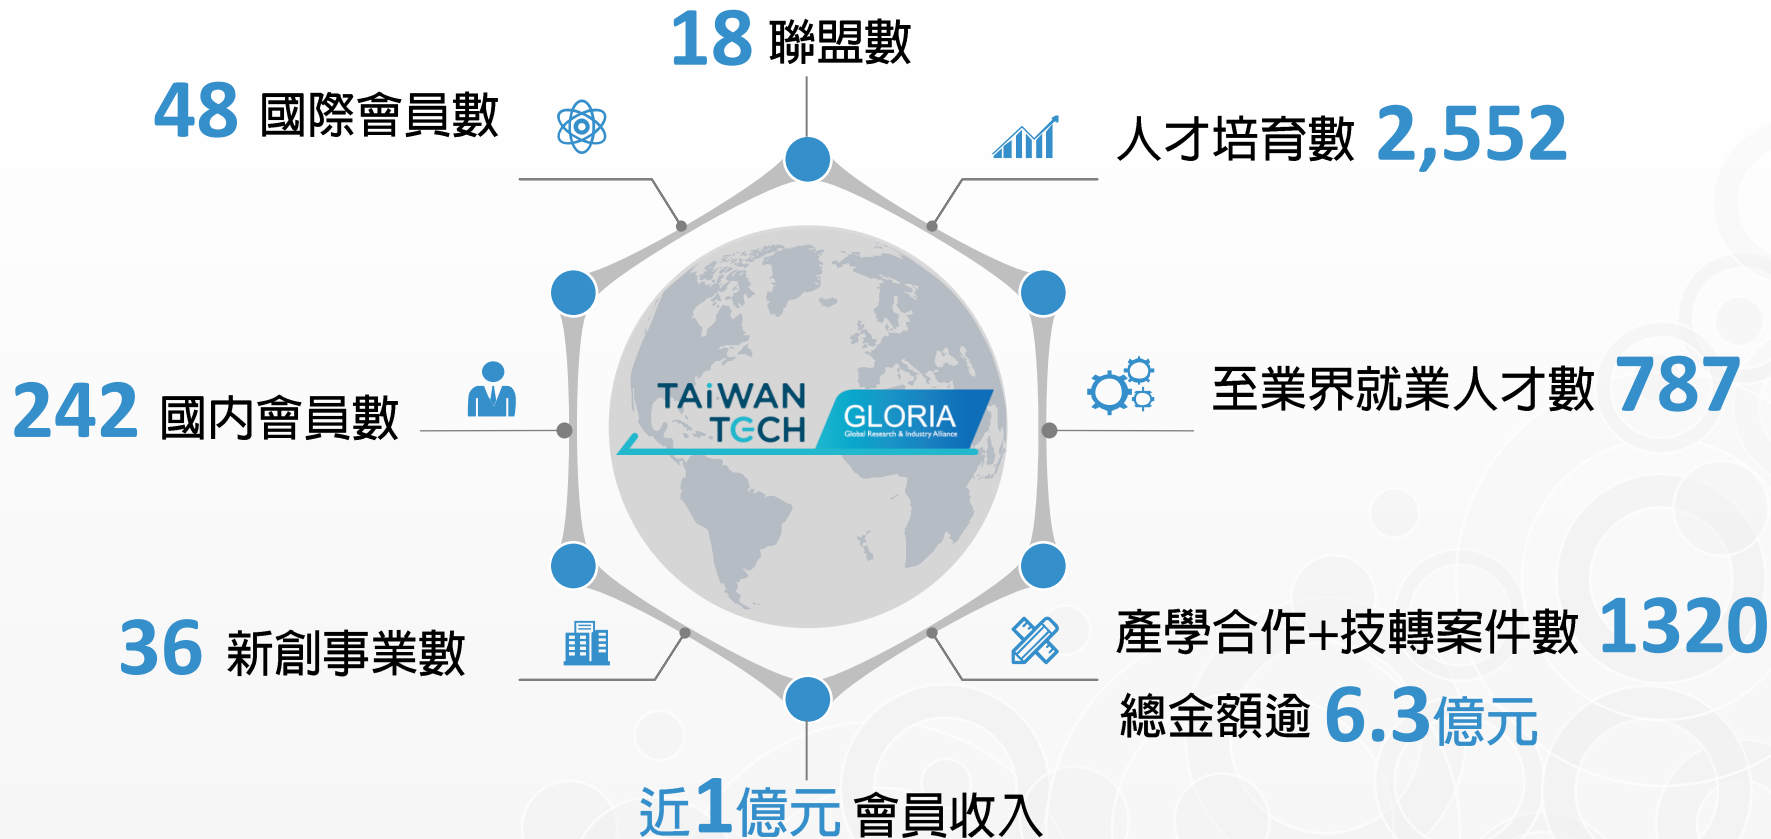 18 聯盟數
48 國際會員數
人才培育數 2,552
242 國內會員數
至業界就業人才數 787
TAiWAN
TECH
GLORIA
Global Research & Industry Alliance
36 新創事業數
產學合作+技轉案件數 1320
總金額逾 6.3億元
近1億元 會員收入